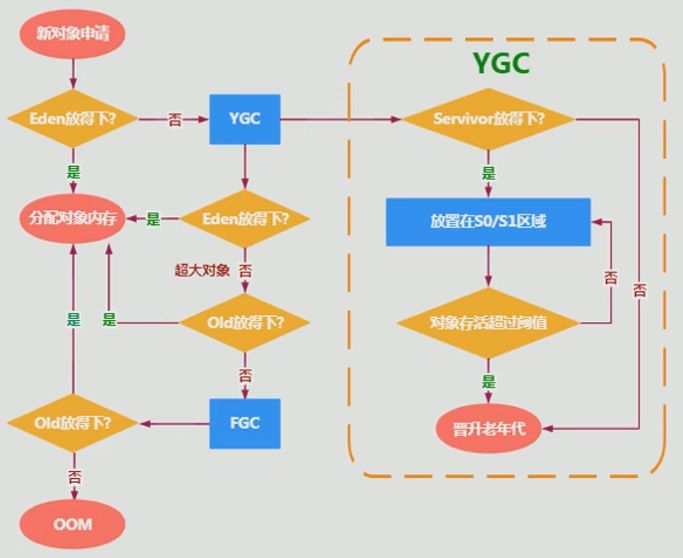 新对象申请
YGC
Eden放得下?
否
YGC
Servivor放得下?
是
是
分配对象内存
是
Eden放得下?
放置在S0/S1区域
超大对象
否
否
否
是
是
Old放得下?
对象存活超过阈值
否
是
Old放得下?
FGC
晋升老年代
否
OOM